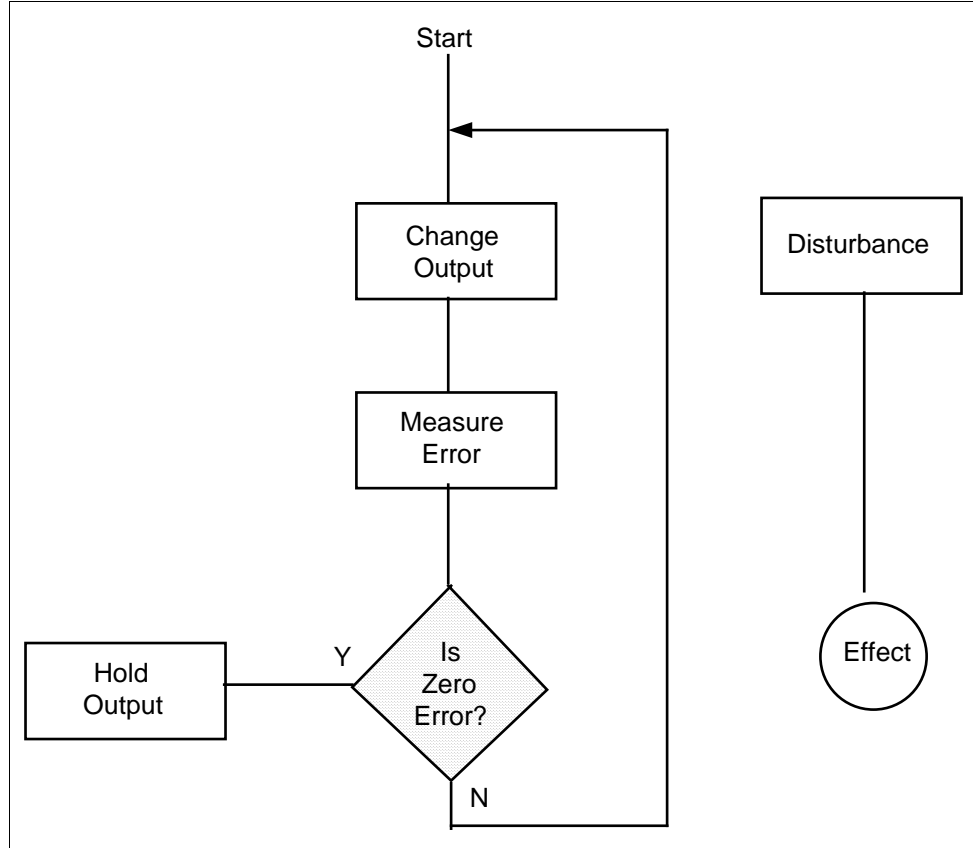 Start
Change
Output
Disturbance
Measure
Error
Is
Zero
Error?
Y
Hold
Output
N
Effect